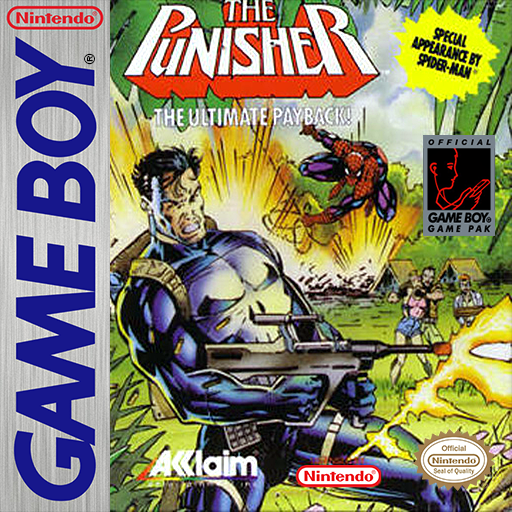 Nintendo
GAME BOY®
THE
PUNISHER
THE ULTIMATE PAYBACK!
SPECIAL
APPEARANCE BY
SPIDER-MAN
OFFICIAL
GAME BOY
GAME PAK
AKKlaim
Nintendo
Official
Nintendo
Seal of Quality